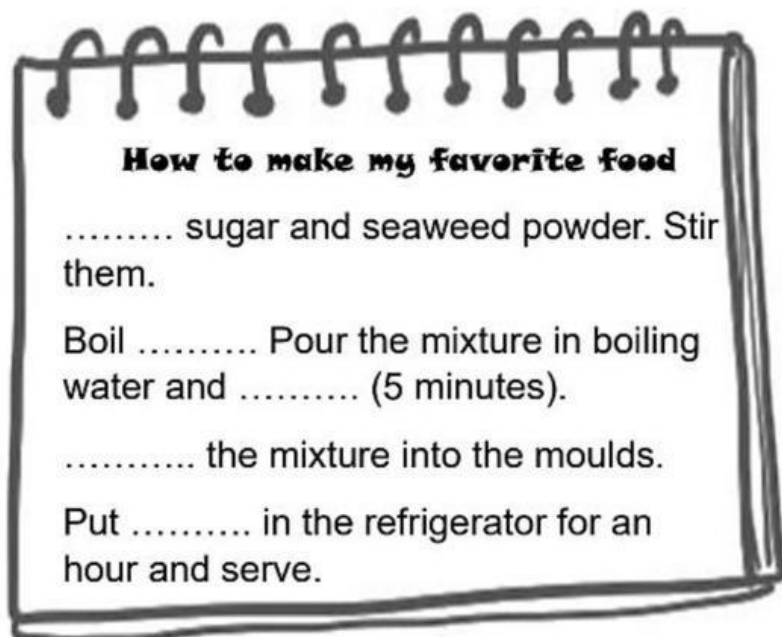 How to make my favorite food
......... sugar and seaweed powder. Stir
them.
Boil .......... Pour the mixture in boiling
water and .......... (5 minutes).
........... the mixture into the moulds.
Put .......... in the refrigerator for an
hour and serve.